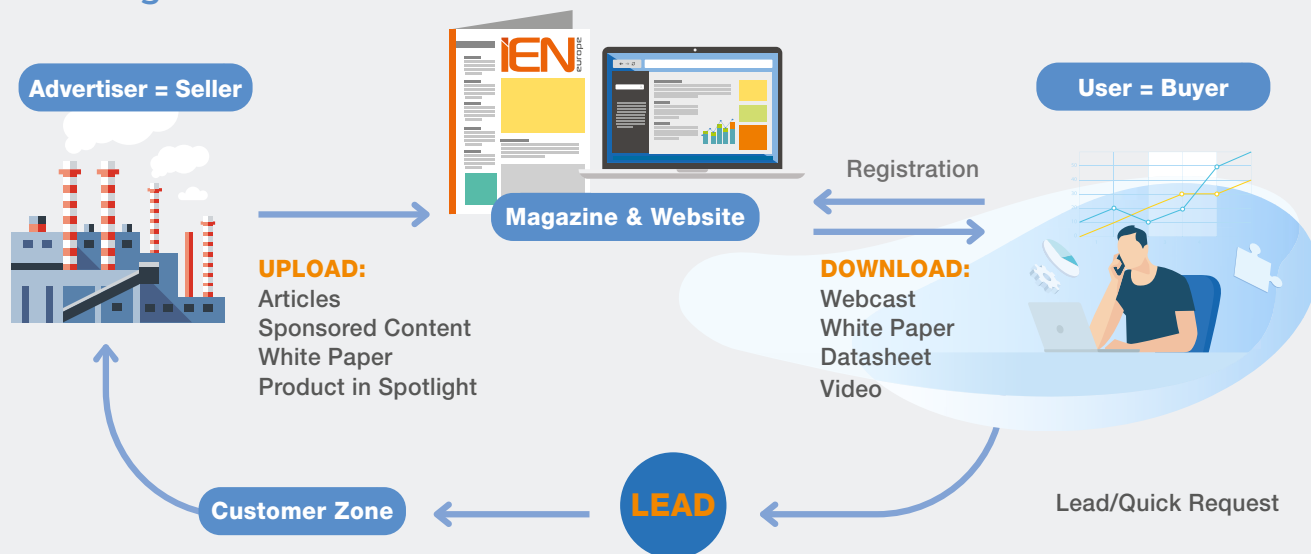 Advertiser = Seller
iEN
europe
User = Buyer
Registration
Magazine & Website
UPLOAD:
Articles
Sponsored Content
White Paper
Product in Spotlight
DOWNLOAD:
Webcast
White Paper
Datasheet
Video
Customer Zone
LEAD
Lead/Quick Request